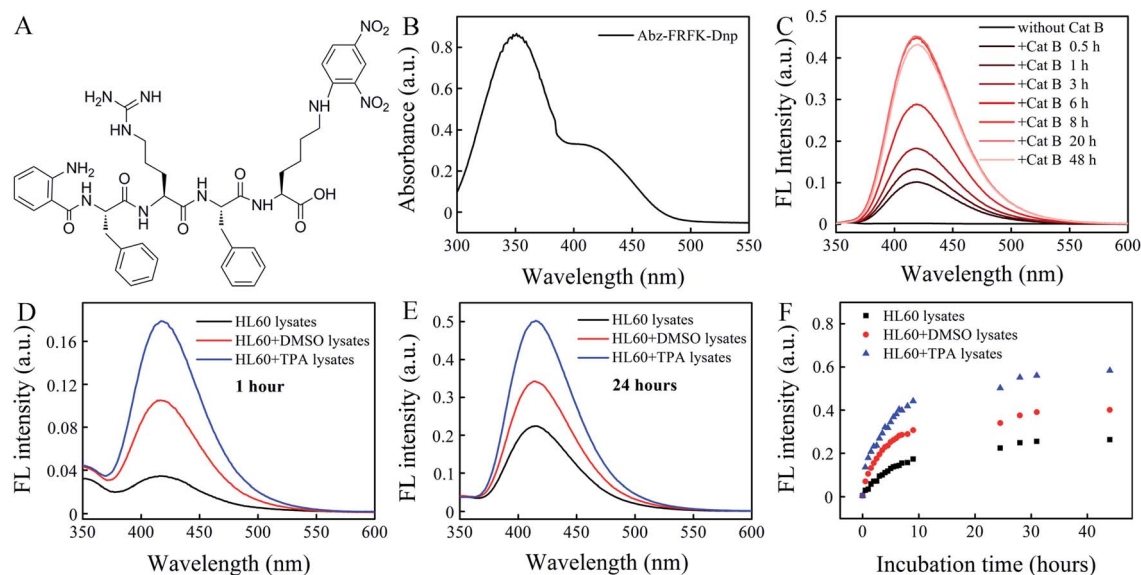 A
NO₂
NO₂
HN
H₂N
NH
HN
NH₂
H
N
O
O
N
H
H
N
O
O
N
H
OH
O
B
Abz-FRFK-Dnp
Absorbance (a.u.)
0.8
0.6
0.4
0.2
0
300 350 400 450 500 550
Wavelength (nm)
C
without Cat B
+Cat B 0.5 h
+Cat B 1 h
+Cat B 3 h
+Cat B 6 h
+Cat B 8 h
+Cat B 20 h
+Cat B 48 h
FL Intensity (a.u.)
0.5
0.4
0.3
0.2
0.1
0
350 400 450 500 550 600
Wavelength (nm)
D
HL60 lysates
HL60+DMSO lysates
HL60+TPA lysates
1 hour
FL intensity (a.u.)
0.16
0.12
0.08
0.04
0
350 400 450 500 550 600
Wavelength (nm)
E
HL60 lysates
HL60+DMSO lysates
HL60+TPA lysates
24 hours
FL intensity (a.u.)
0.6
0.4
0.2
0
350 400 450 500 550 600
Wavelength (nm)
F
HL60 lysates
HL60+DMSO lysates
HL60+TPA lysates
FL intensity (a.u.)
0.8
0.6
0.4
0.2
0
0 10 20 30 40
Incubation time (hours)